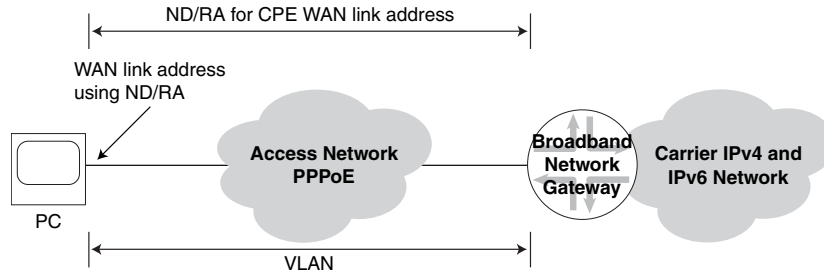 ND/RA for CPE WAN link address
WAN link address
using ND/RA
Access Network
PPPoE
Broadband
Network
Gateway
Carrier IPv4 and
IPv6 Network
PC
VLAN